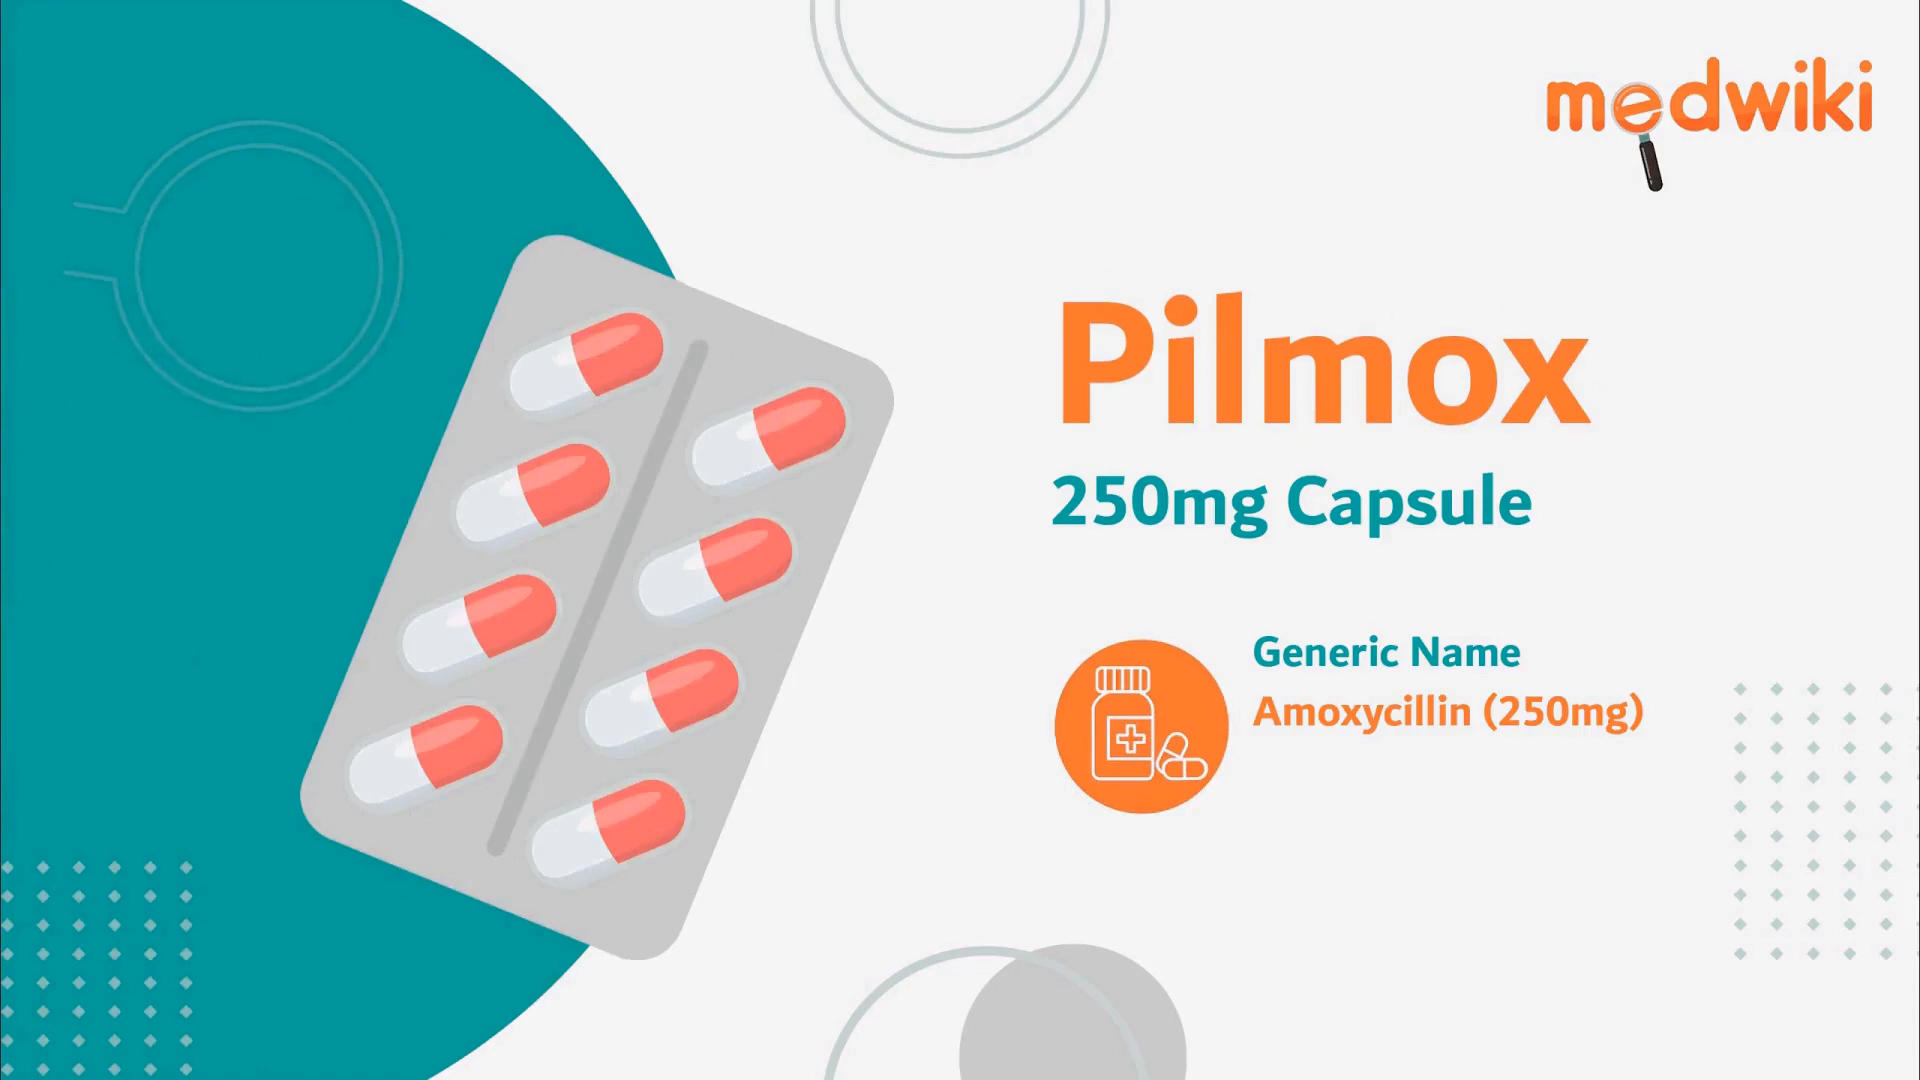 medwiki
Pilmox
250mg Capsule
Generic Name
Amoxycillin (250mg)